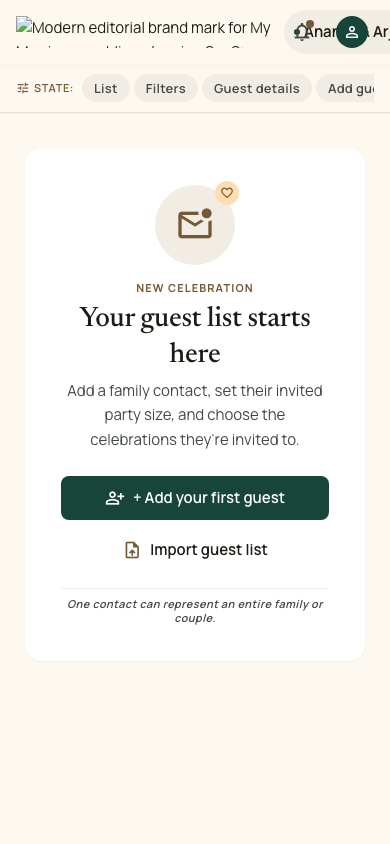 Modern editorial brand mark for My
STATE:
List
Filters
Guest details
Your guest list starts
here
NEW CELEBRATION
Add a family contact, set their invited
party size, and choose the
celebrations they're invited to.
+ Add your first guest
Import guest list
One contact can represent an entire family or
couple.